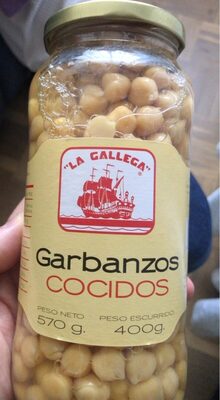 "LA GALLEGA"
Garbanzos
COCIDOS
PESO NETO PESO ESCURRIDO
570 g. 400g.